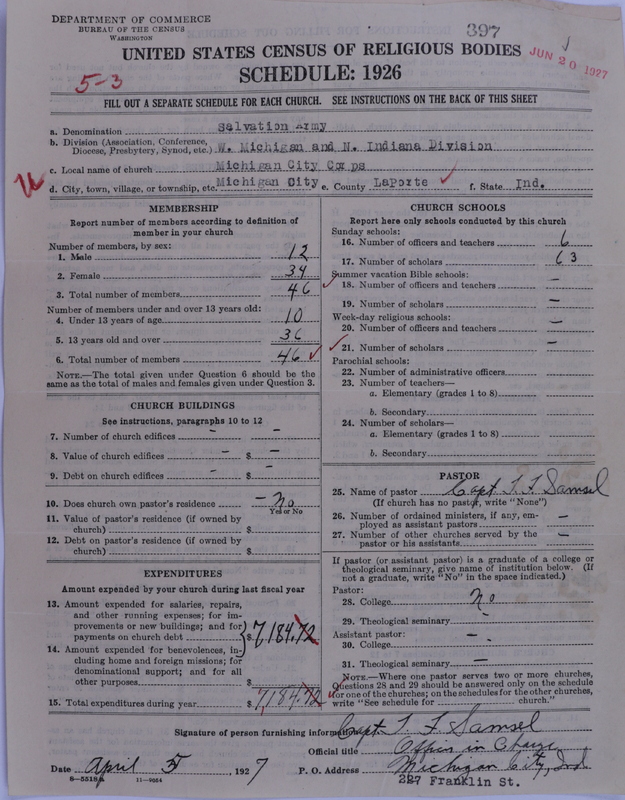 DEPARTMENT OF COMMERCE
BUREAU OF THE CENSUS
WASHINGTON
397
JUN 20 1927
UNITED STATES CENSUS OF RELIGIOUS BODIES
5-3
SCHEDULE: 1926
FILL OUT A SEPARATE SCHEDULE FOR EACH CHURCH. SEE INSTRUCTIONS ON THE BACK OF THIS SHEET
a. Denomination Salvation Army
b. Division (Association, Conference, Diocese, Presbytery, Synod, etc.) W. Michigan and N. Indiana Division
c. Local name of church Michigan City Corps
d. City, town, village, or township, etc. Michigan City e. County LaPorte f. State Ind.
MEMBERSHIP
Report number of members according to definition of
member in your church
Number of members, by sex:
1. Male 12
2. Female 34
3. Total number of members 46
Number of members under and over 13 years old:
4. Under 13 years of age 10
5. 13 years old and over 36
6. Total number of members 46
NOTE.—The total given under Question 6 should be
same as the total of males and females given under Question 3.
CHURCH BUILDINGS
See instructions, paragraphs 10 to 12
7. Number of church edifices - -
8. Value of church edifices - $ -
9. Debt on church edifices - $ -
10. Does church own pastor's residence - no
Yes or No
11. Value of pastor's residence (if owned by
church) $
12. Debt on pastor's residence (if owned by
church) $
EXPENDITURES
Amount expended by your church during last fiscal year
13. Amount expended for salaries, repairs,
and other running expenses; for im-
provements or new buildings; and for
payments on church debt $ 7,184.72
14. Amount expended for benevolences, in-
cluding home and foreign missions; for
denominational support; and for all
other purposes $
15. Total expenditures during year $ 7,184.72
CHURCH SCHOOLS
Report here only schools conducted by this church
Sunday schools:
16. Number of officers and teachers 6
17. Number of scholars 63
Summer vacation Bible schools:
18. Number of officers and teachers -
19. Number of scholars -
Week-day religious schools:
20. Number of officers and teachers -
21. Number of scholars -
Parochial schools:
22. Number of administrative officers
23. Number of teachers—
a. Elementary (grades 1 to 8)
b. Secondary
24. Number of scholars—
a. Elementary (grades 1 to 8)
b. Secondary
PASTOR
25. Name of pastor Capt. T. F. Samsel
(If church has no pastor, write "None")
26. Number of ordained ministers, if any, em-
ployed as assistant pastors -
27. Number of other churches served by the
pastor or his assistants -
If pastor (or assistant pastor) is a graduate of a college or
theological seminary, give name of institution below. (If
not a graduate, write "No" in the space indicated.)
Pastor:
28. College no
29. Theological seminary -
Assistant pastor:
30. College -
31. Theological seminary -
NOTE.—Where one pastor serves two or more churches,
Questions 28 and 29 should be answered only on the schedule
for one of the churches; on the schedules for the other churches,
write "See schedule for church."
Signature of person furnishing information Capt. T. F. Samsel
Official title Officer in Charge
Date April 5 1927 P. O. Address Michigan City, Ind.
227 Franklin St.